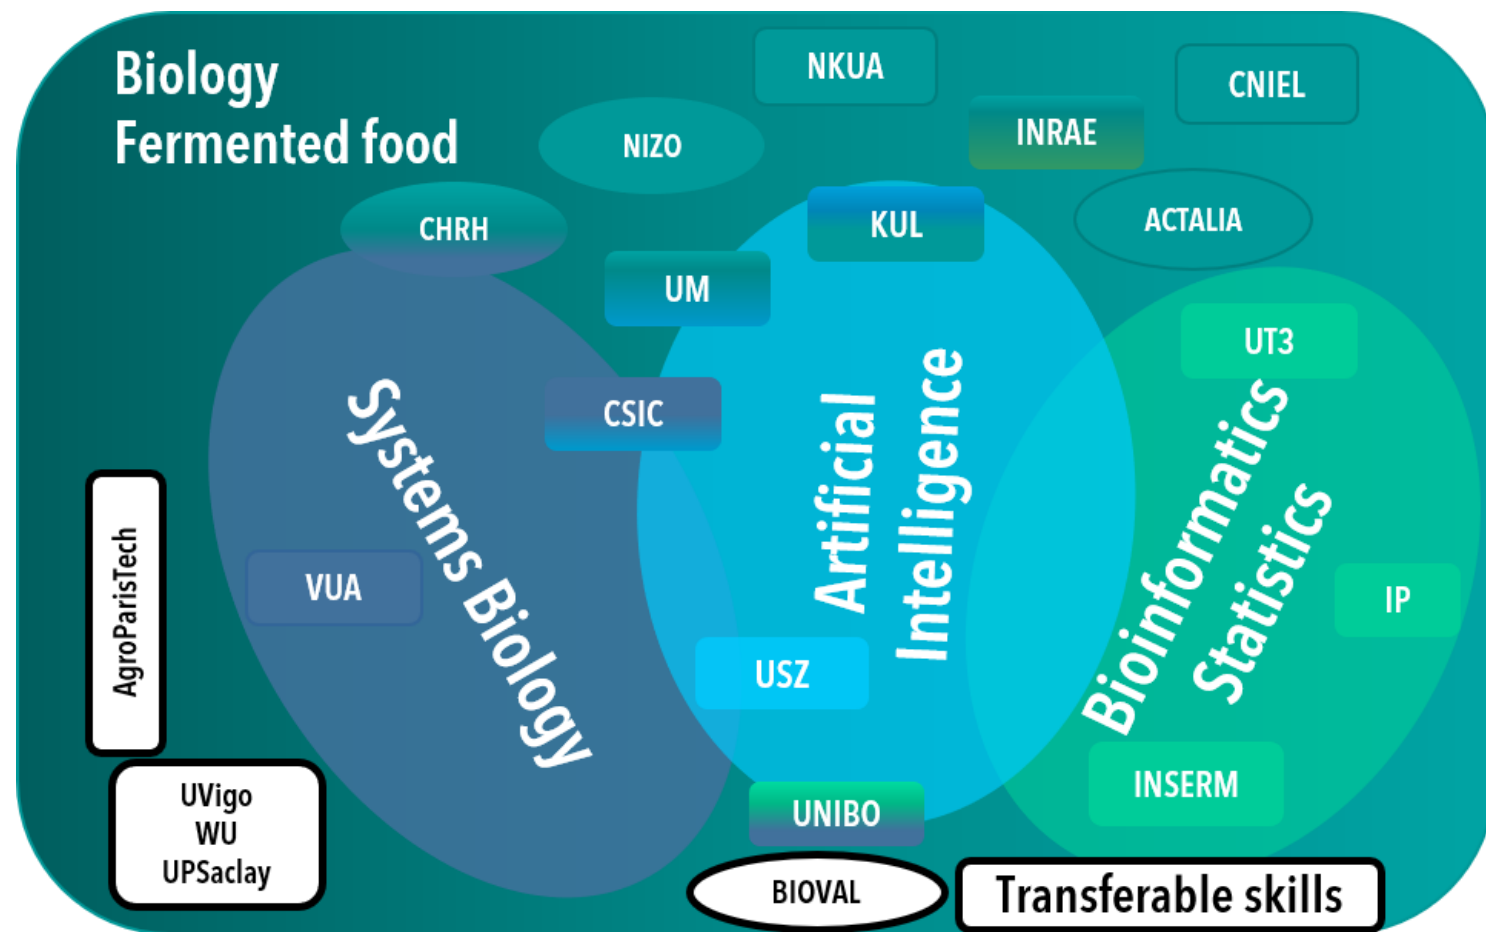 Biology
Fermented food
NKUA
CNIEL
NIZO
INRAE
CHRH
KUL
ACTALIA
UM
UT3
CSIC
Systems Biology
Artificial
Intelligence
Bioinformatics
Statistics
AgroParisTech
VUA
IP
USZ
INSERM
UNIBO
UVigo
WU
UPSaclay
BIOVAL
Transferable skills